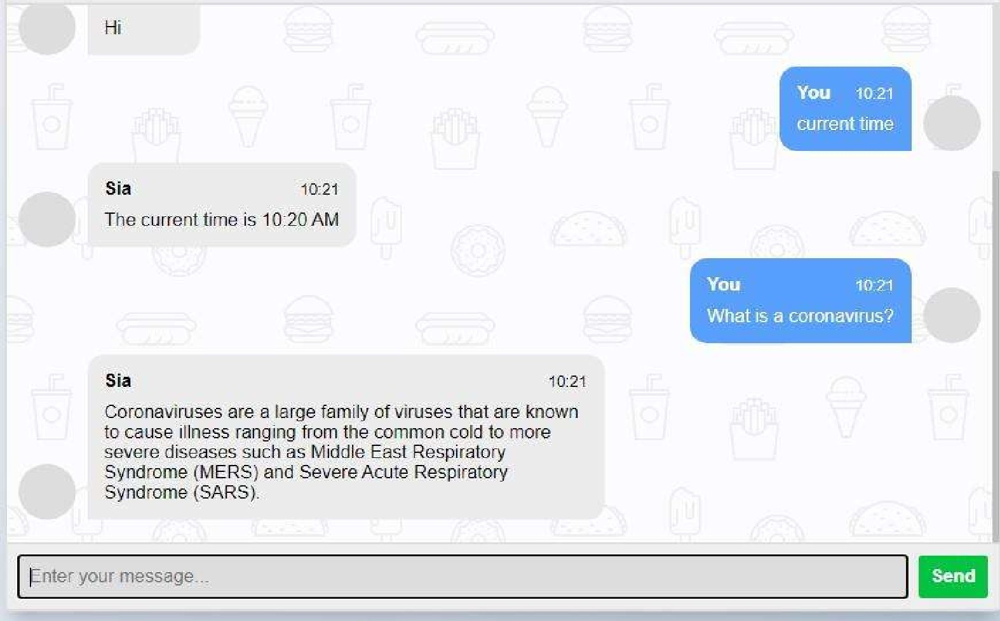 Hi
You 10:21
current time
Sia 10:21
The current time is 10:20 AM
You 10:21
What is a coronavirus?
Sia 10:21
Coronaviruses are a large family of viruses that are known
to cause illness ranging from the common cold to more
severe diseases such as Middle East Respiratory
Syndrome (MERS) and Severe Acute Respiratory
Syndrome (SARS).
Enter your message...
Send